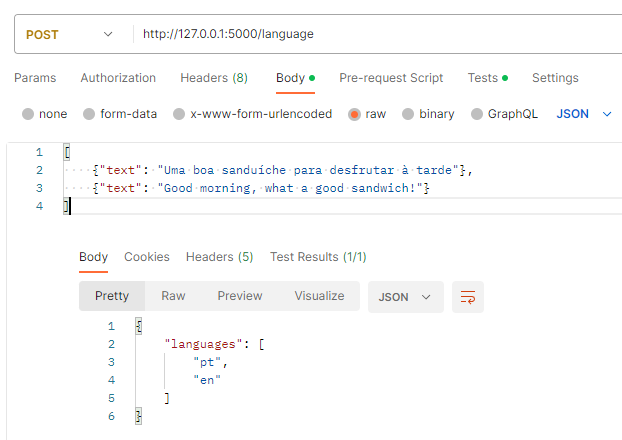 POST http://127.0.0.1:5000/language
Params Authorization Headers (8) Body Pre-request Script Tests Settings
none form-data x-www-form-urlencoded raw binary GraphQL JSON
1 [
2 {"text": "Uma boa sanduíche para desfrutar à tarde"},
3 {"text": "Good morning, what a good sandwich!"}
4 ]
Body Cookies Headers (5) Test Results (1/1)
Pretty Raw Preview Visualize JSON
1 {
2 "languages": [
3 "pt",
4 "en"
5 ]
6 }